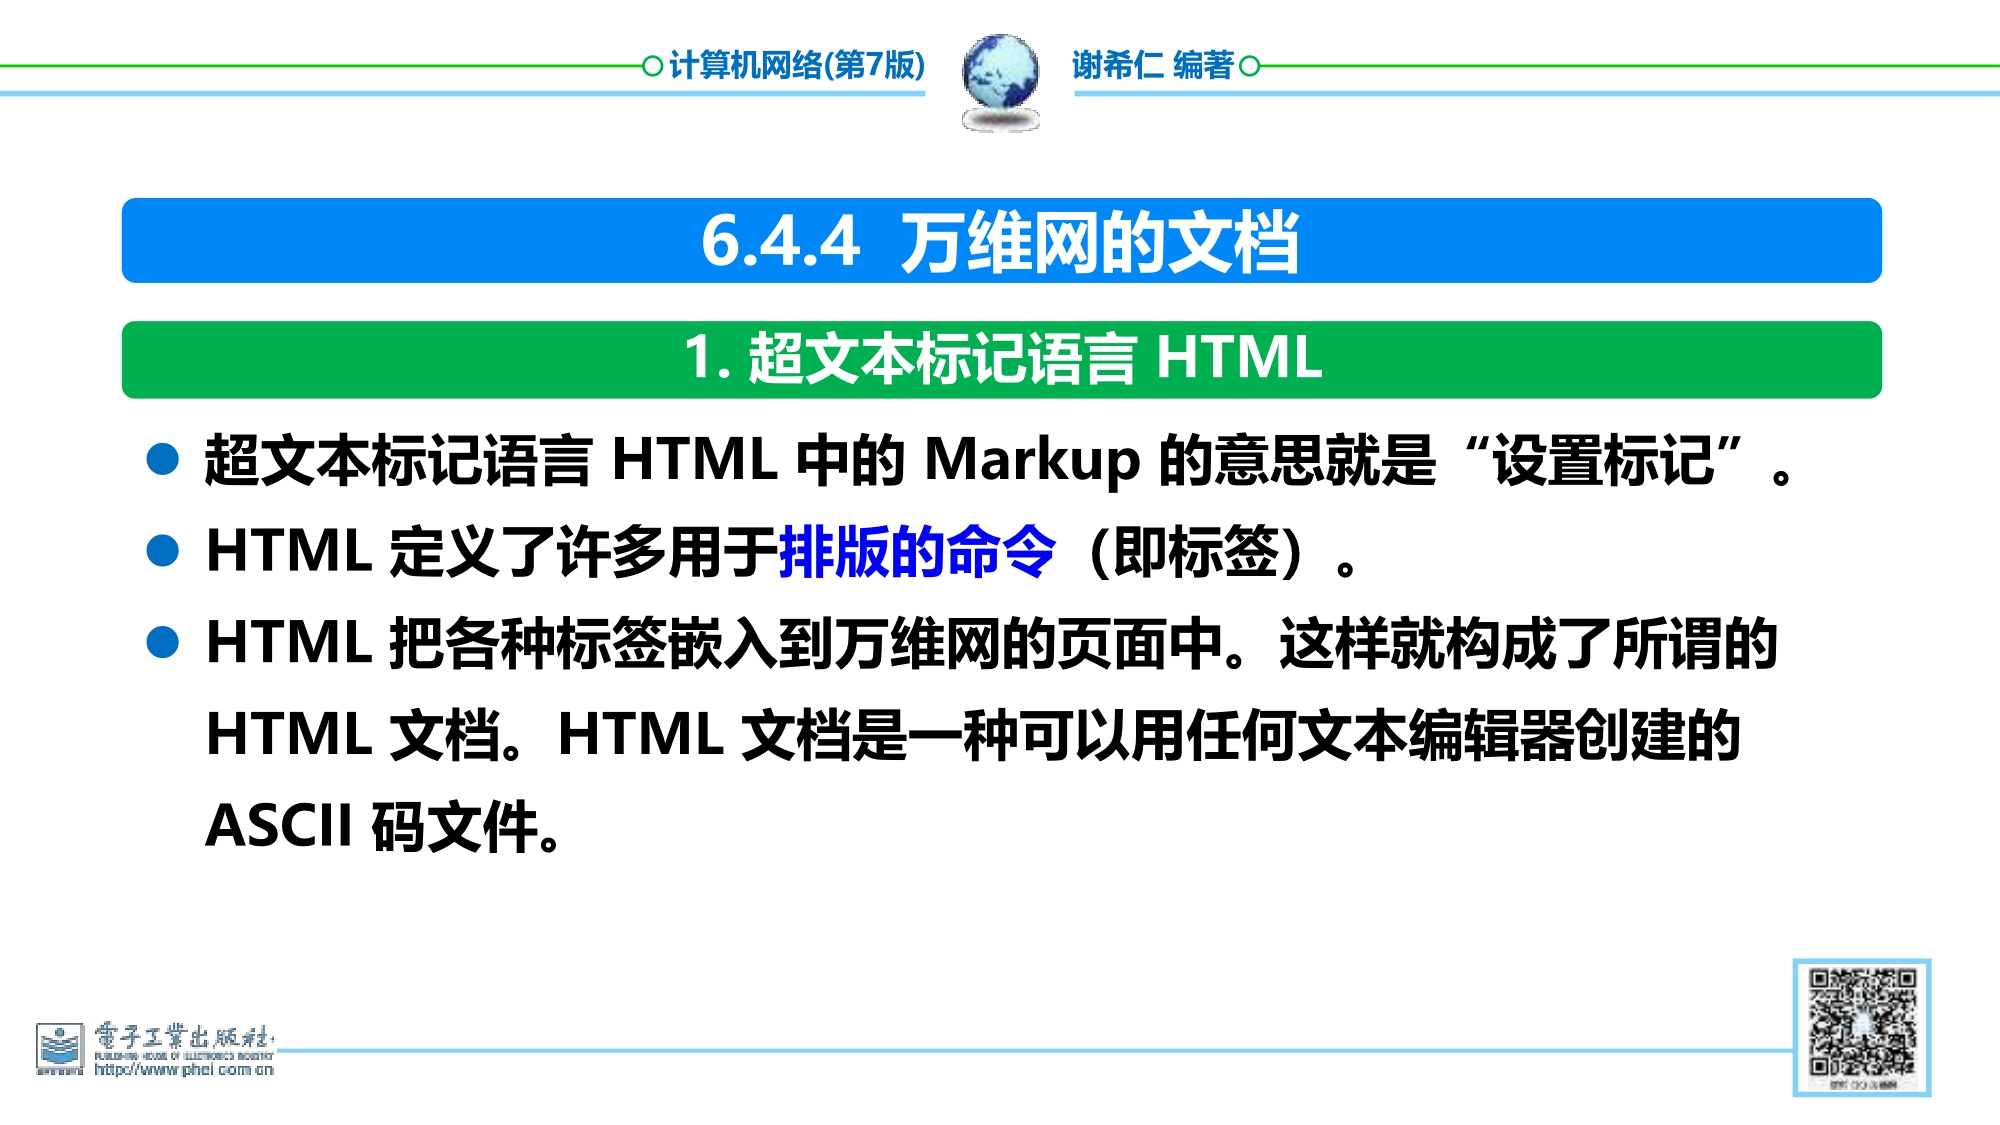 计算机网络(第7版)
谢希仁 编著
6.4.4 万维网的文档
1. 超文本标记语言 HTML
超文本标记语言 HTML 中的 Markup 的意思就是“设置标记”。
HTML 定义了许多用于排版的命令（即标签）。
HTML 把各种标签嵌入到万维网的页面中。这样就构成了所谓的
HTML 文档。HTML 文档是一种可以用任何文本编辑器创建的
ASCII 码文件。
電子工業出版社
PUBLISHING HOUSE OF ELECTRONICS INDUSTRY
http://www.phei.com.cn